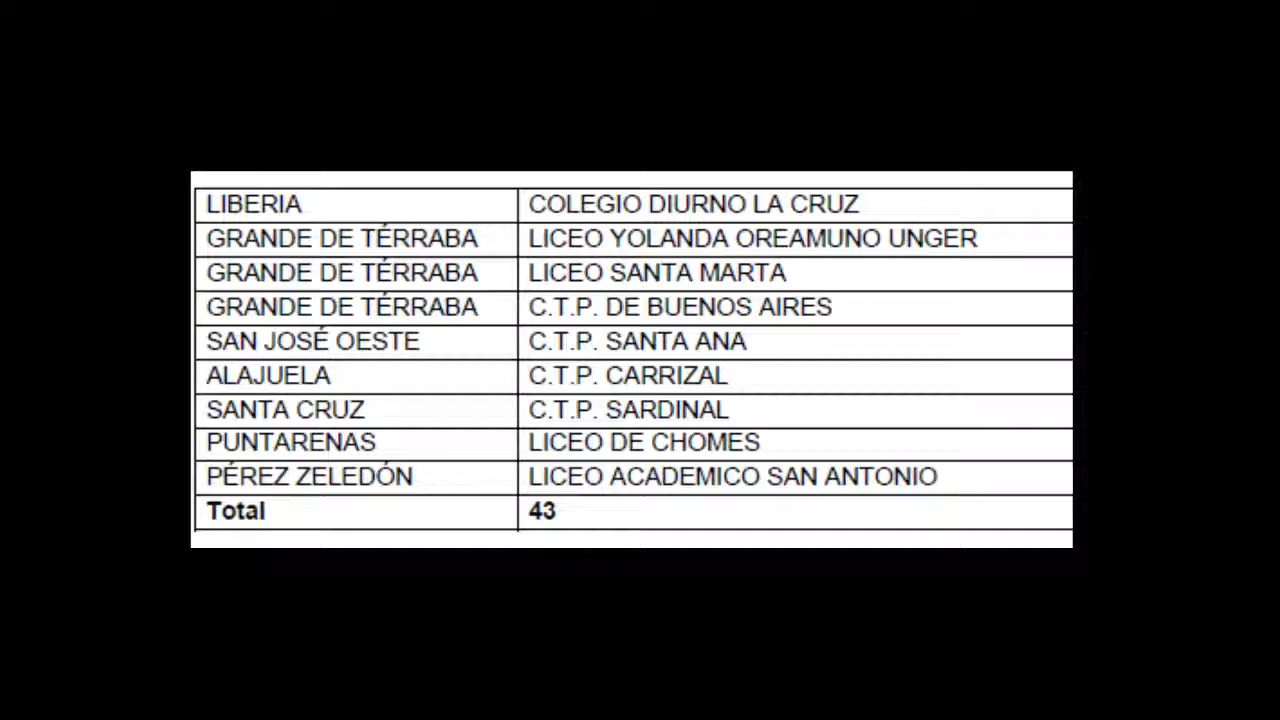 LIBERIA COLEGIO DIURNO LA CRUZ
GRANDE DE TÉRRABA LICEO YOLANDA OREAMUNO UNGER
GRANDE DE TÉRRABA LICEO SANTA MARTA
GRANDE DE TÉRRABA C.T.P. DE BUENOS AIRES
SAN JOSÉ OESTE C.T.P. SANTA ANA
ALAJUELA C.T.P. CARRIZAL
SANTA CRUZ C.T.P. SARDINAL
PUNTARENAS LICEO DE CHOMES
PÉREZ ZELEDÓN LICEO ACADEMICO SAN ANTONIO
Total 43